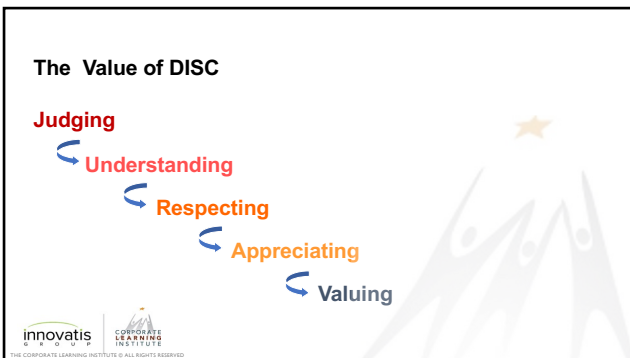 The Value of DISC
Judging
Understanding
Respecting
Appreciating
Valuing
innovatis
GROUP
CORPORATE
LEARNING
INSTITUTE
THE CORPORATE LEARNING INSTITUTE © ALL RIGHTS RESERVED